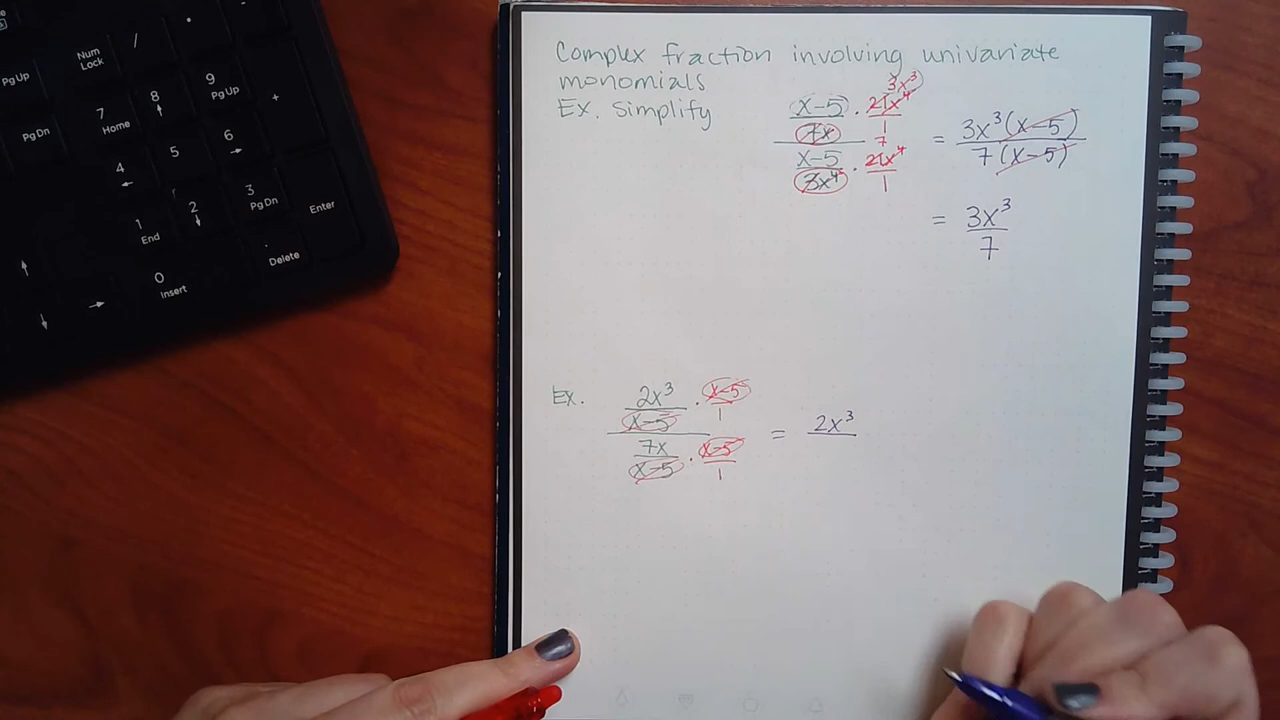 Complex fraction involving univariate
monomials
Ex. Simplify
3x³
x-5 · 21x⁴
7x 1
7
x-5 · 21x⁴
3x⁴ 1
= 3x³(x-5)
7(x-5)
= 3x³
7
Ex.
2x³ · x-5
x-5 1
7x · x-5
x-5 1
= 2x³
Num
Lock
/
PgUp
7
Home
8
9
PgUp
+
PgDn
4
5
6
1
End
2
3
PgDn
Enter
0
Insert
.
Delete